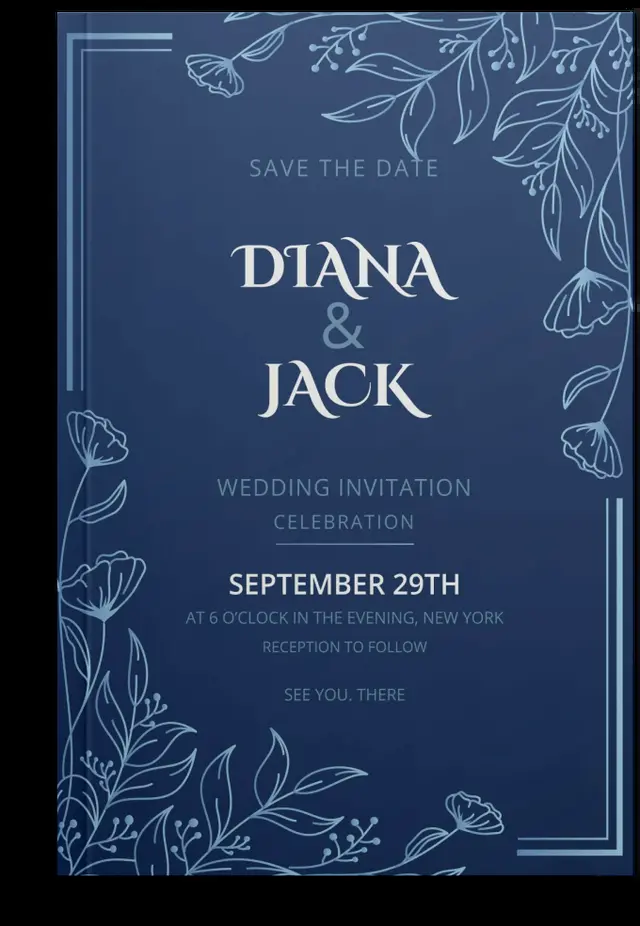 SAVE THE DATE
DIANA
&
JACK
WEDDING INVITATION
CELEBRATION
SEPTEMBER 29TH
AT 6 O'CLOCK IN THE EVENING, NEW YORK
RECEPTION TO FOLLOW
SEE YOU. THERE